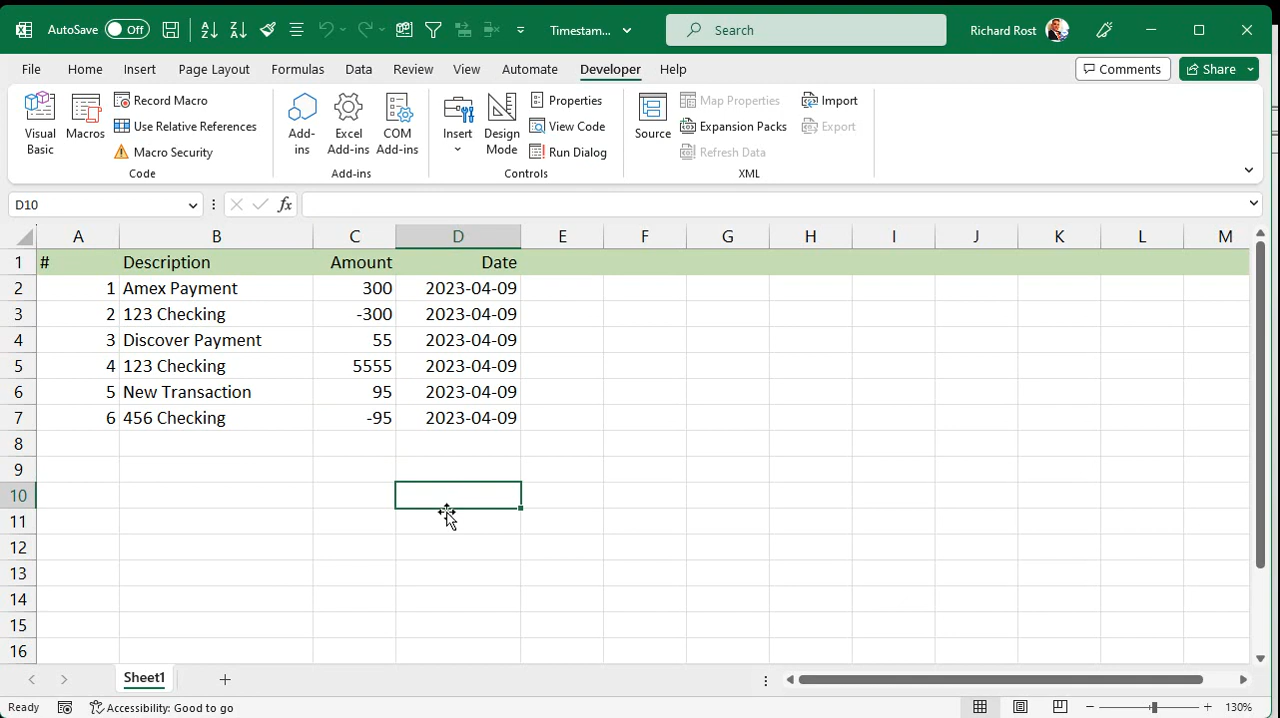 AutoSave Off Timestam... Search Richard Rost
File Home Insert Page Layout Formulas Data Review View Automate Developer Help Comments Share
Visual Basic
Macros
Record Macro
Use Relative References
Macro Security
Code
Add-ins
Excel Add-ins
COM Add-ins
Add-ins
Insert
Design Mode
Properties
View Code
Run Dialog
Controls
Source
Map Properties
Expansion Packs
Refresh Data
Import
Export
XML
D10 fx
A B C D E F G H I J K L M
1 # Description Amount Date
2 1 Amex Payment 300 2023-04-09
3 2 123 Checking -300 2023-04-09
4 3 Discover Payment 55 2023-04-09
5 4 123 Checking 5555 2023-04-09
6 5 New Transaction 95 2023-04-09
7 6 456 Checking -95 2023-04-09
8
9
10
11
12
13
14
15
16
Sheet1
Ready Accessibility: Good to go 130%